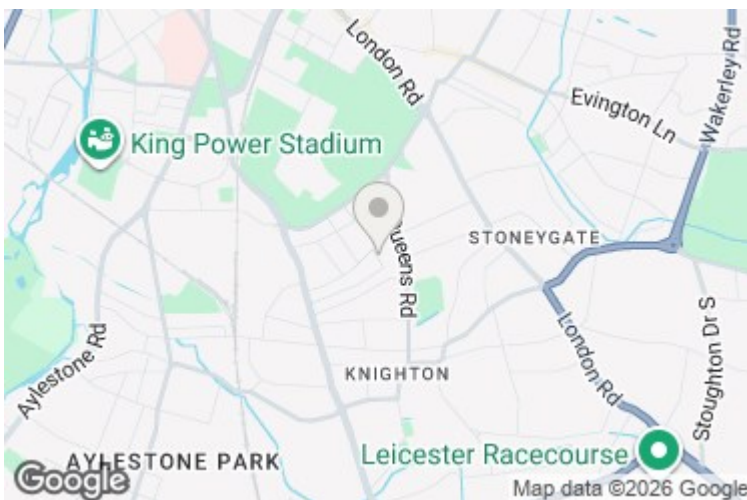 London Rd
Evington Ln
Wakerley Rd
King Power Stadium
STONEYGATE
Queens Rd
London Rd
Stoughton Dr S
Aylestone Rd
KNIGHTON
AYLESTONE PARK
Leicester Racecourse
Google
Map data ©2026 Google